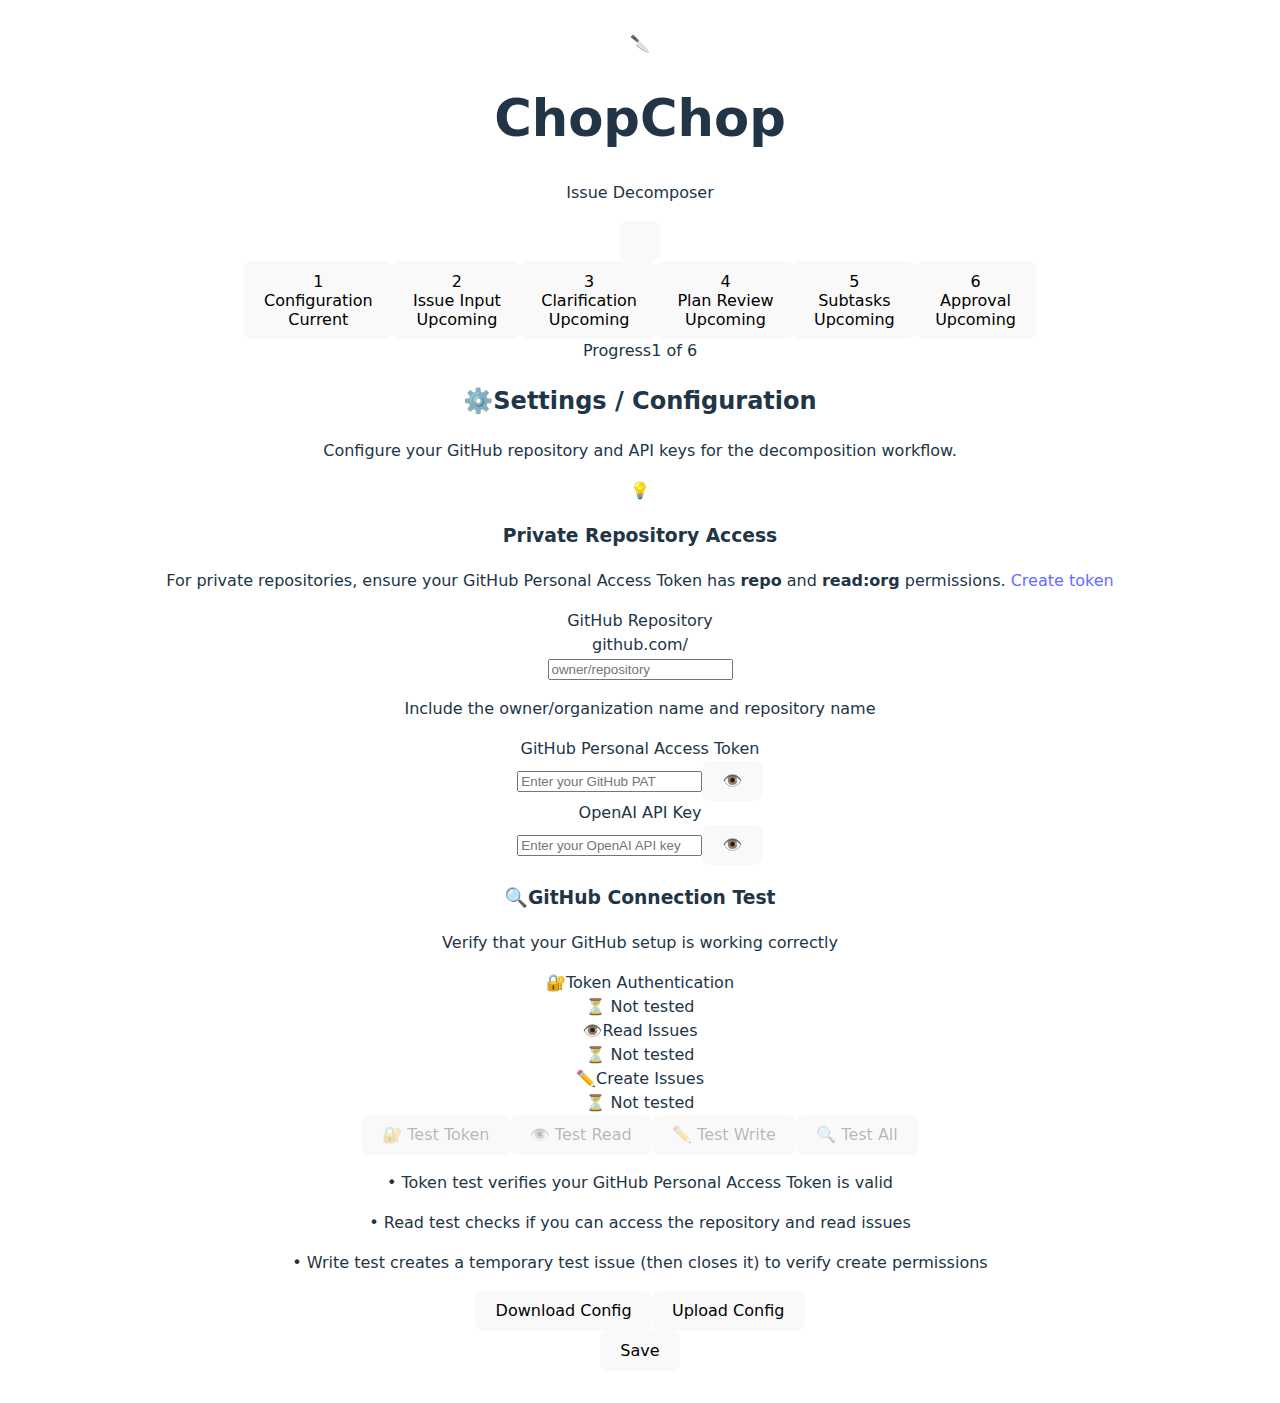 🔪
ChopChop
Issue Decomposer
1 2 3 4 5 6
Configuration Issue Input Clarification Plan Review Subtasks Approval
Current Upcoming Upcoming Upcoming Upcoming Upcoming
Progress1 of 6
⚙️Settings / Configuration
Configure your GitHub repository and API keys for the decomposition workflow.
💡
Private Repository Access
For private repositories, ensure your GitHub Personal Access Token has repo and read:org permissions. Create token
GitHub Repository
github.com/
owner/repository
Include the owner/organization name and repository name
GitHub Personal Access Token
Enter your GitHub PAT 👁️
OpenAI API Key
Enter your OpenAI API key 👁️
🔍GitHub Connection Test
Verify that your GitHub setup is working correctly
🔐Token Authentication
⏳ Not tested
👁️Read Issues
⏳ Not tested
✏️Create Issues
⏳ Not tested
🔐 Test Token 👁️ Test Read ✏️ Test Write 🔍 Test All
• Token test verifies your GitHub Personal Access Token is valid
• Read test checks if you can access the repository and read issues
• Write test creates a temporary test issue (then closes it) to verify create permissions
Download Config Upload Config
Save